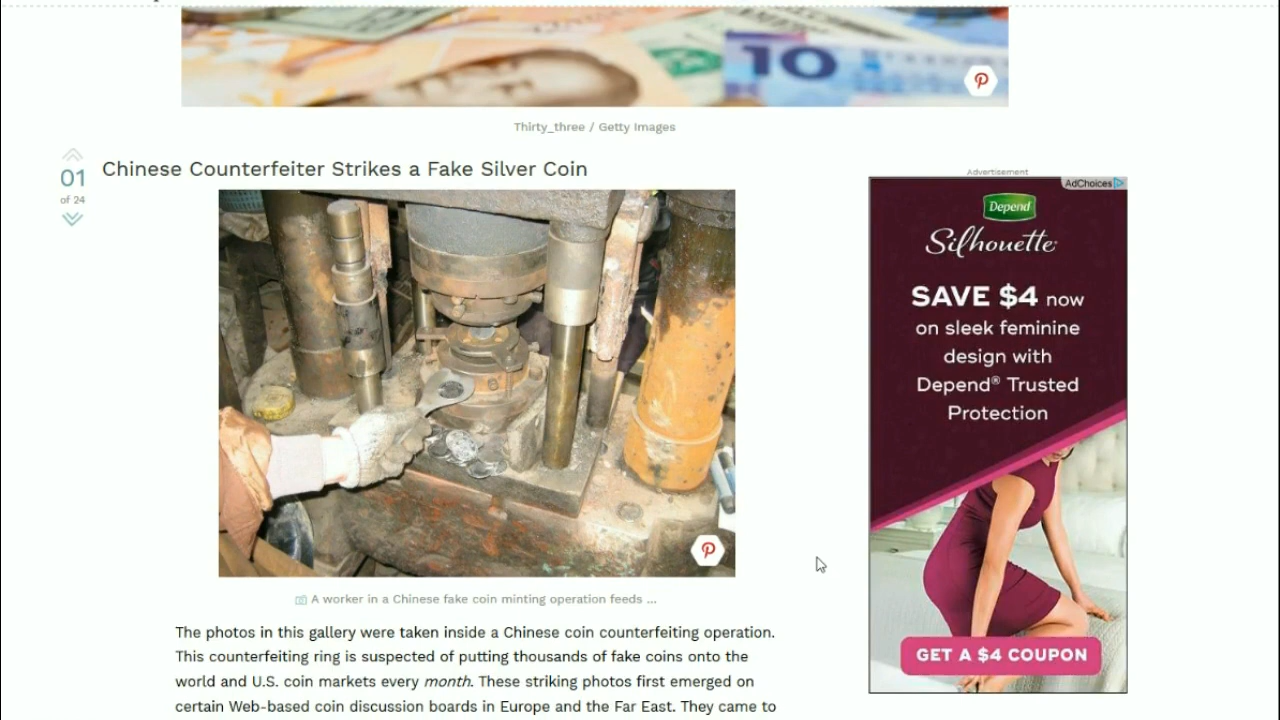 10
Thirty_three / Getty Images
01
of 24
Chinese Counterfeiter Strikes a Fake Silver Coin
A worker in a Chinese fake coin minting operation feeds ...
The photos in this gallery were taken inside a Chinese coin counterfeiting operation.
This counterfeiting ring is suspected of putting thousands of fake coins onto the
world and U.S. coin markets every month. These striking photos first emerged on
certain Web-based coin discussion boards in Europe and the Far East. They came to
Advertisement
AdChoices
Depend
Silhouette
SAVE $4 now
on sleek feminine
design with
Depend® Trusted
Protection
GET A $4 COUPON